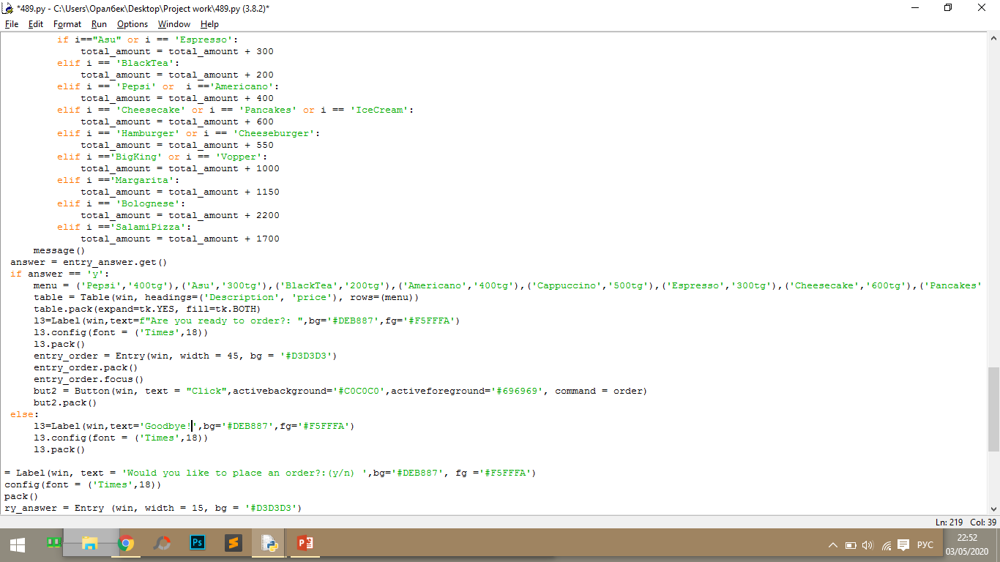 *489.py - C:\Users\Оралбек\Desktop\Project work\489.py (3.8.2)*
File Edit Format Run Options Window Help
if i=="Asu" or i == 'Espresso':
total_amount = total_amount + 300
elif i == 'BlackTea':
total_amount = total_amount + 200
elif i == 'Pepsi' or  i =='Americano':
total_amount = total_amount + 400
elif i == 'Cheesecake' or i == 'Pancakes' or i == 'IceCream':
total_amount = total_amount + 600
elif i == 'Hamburger' or i == 'Cheeseburger':
total_amount = total_amount + 550
elif i =='BigKing' or i == 'Vopper':
total_amount = total_amount + 1000
elif i =='Margarita':
total_amount = total_amount + 1150
elif i == 'Bolognese':
total_amount = total_amount + 2200
elif i =='SalamiPizza':
total_amount = total_amount + 1700
message()
answer = entry_answer.get()
if answer == 'y':
menu = ('Pepsi','400tg'),('Asu','300tg'),('BlackTea','200tg'),('Americano','400tg'),('Cappuccino','500tg'),('Espresso','300tg'),('Cheesecake','600tg'),('Pancakes'
table = Table(win, headings=('Description', 'price'), rows=(menu))
table.pack(expand=tk.YES, fill=tk.BOTH)
l3=Label(win,text=f"Are you ready to order?: ",bg='#DEB887',fg='#F5FFFA')
l3.config(font = ('Times',18))
l3.pack()
entry_order = Entry(win, width = 45, bg = '#D3D3D3')
entry_order.pack()
entry_order.focus()
but2 = Button(win, text = "Click",activebackground='#C0C0C0',activeforeground='#696969', command = order)
but2.pack()
else:
l3=Label(win,text='Goodbye!',bg='#DEB887',fg='#F5FFFA')
l3.config(font = ('Times',18))
l3.pack()
= Label(win, text = 'Would you like to place an order?:(y/n) ',bg='#DEB887', fg ='#F5FFFA')
config(font = ('Times',18))
pack()
ry_answer = Entry (win, width = 15, bg = '#D3D3D3')
Ln: 219 Col: 39
Ps
РУС
22:52
03/05/2020